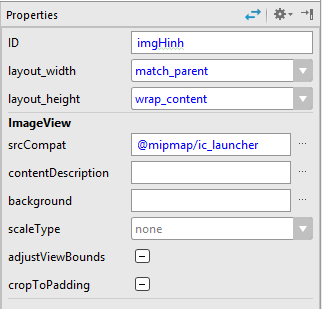 Properties
ID imgHinh
layout_width match_parent
layout_height wrap_content
ImageView
srcCompat @mipmap/ic_launcher ...
contentDescription ...
background ...
scaleType none
adjustViewBounds
cropToPadding